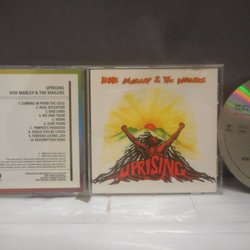 UPRISING
BOB MARLEY & THE WAILERS
1. COMING IN FROM THE COLD
2. REAL SITUATION
3. BAD CARD
4. WE AND THEM
5. WORK
6. ZION TRAIN
7. PIMPER'S PARADISE
8. COULD YOU BE LOVED
9. FOREVER LOVING JAH
10. REDEMPTION SONG
BOB MARLEY & THE WAILERS
UPRISING